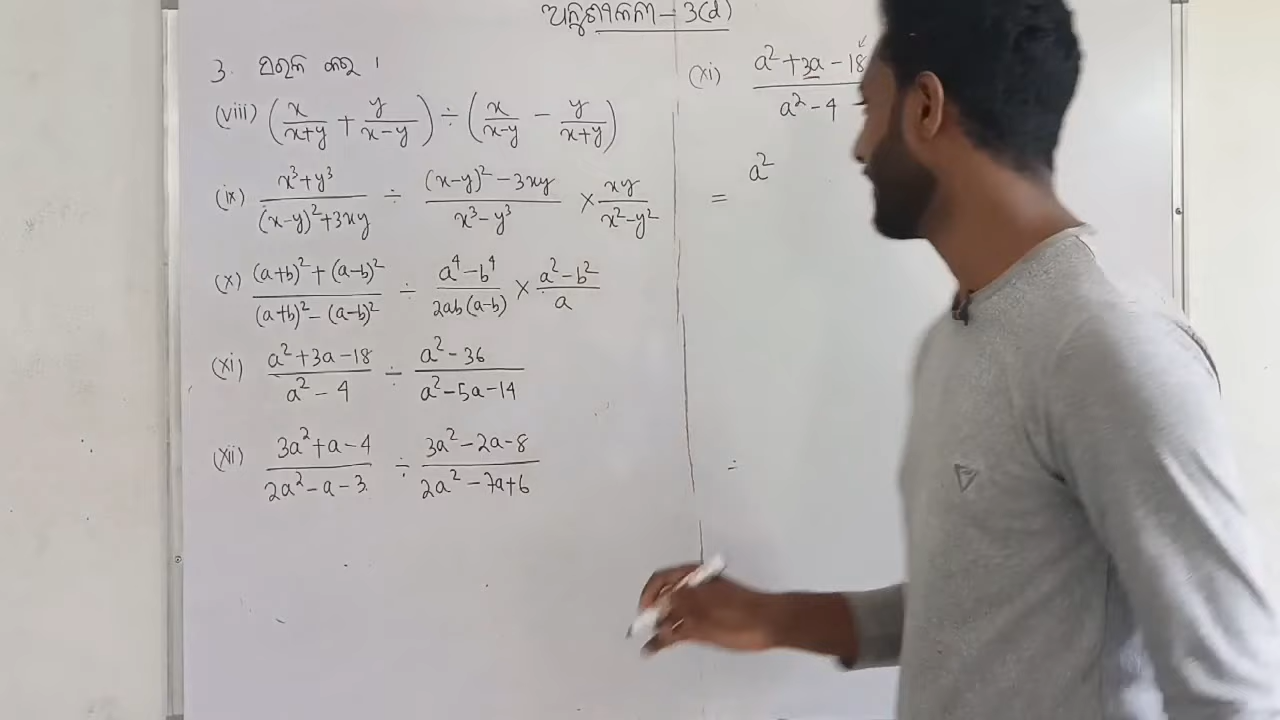 ଅନୁଶୀଳନୀ – 3(d)
3. ସରଳ କର ।
(viii) (x/(x+y) + y/(x-y)) ÷ (x/(x-y) - y/(x+y))
(ix) (x³+y³)/((x-y)²+3xy) ÷ ((x-y)²-3xy)/(x³-y³) × xy/(x²-y²)
(x) ((a+b)²+(a-b)²)/((a+b)²-(a-b)²) ÷ (a⁴-b⁴)/(2ab(a-b)) × (a²-b²)/a
(xi) (a²+3a-18)/(a²-4) ÷ (a²-36)/(a²-5a-14)
(xii) (3a²+a-4)/(2a²-a-3) ÷ (3a²-2a-8)/(2a²-7a+6)
(xi) (a²+3a-18)/(a²-4)
= a²
=